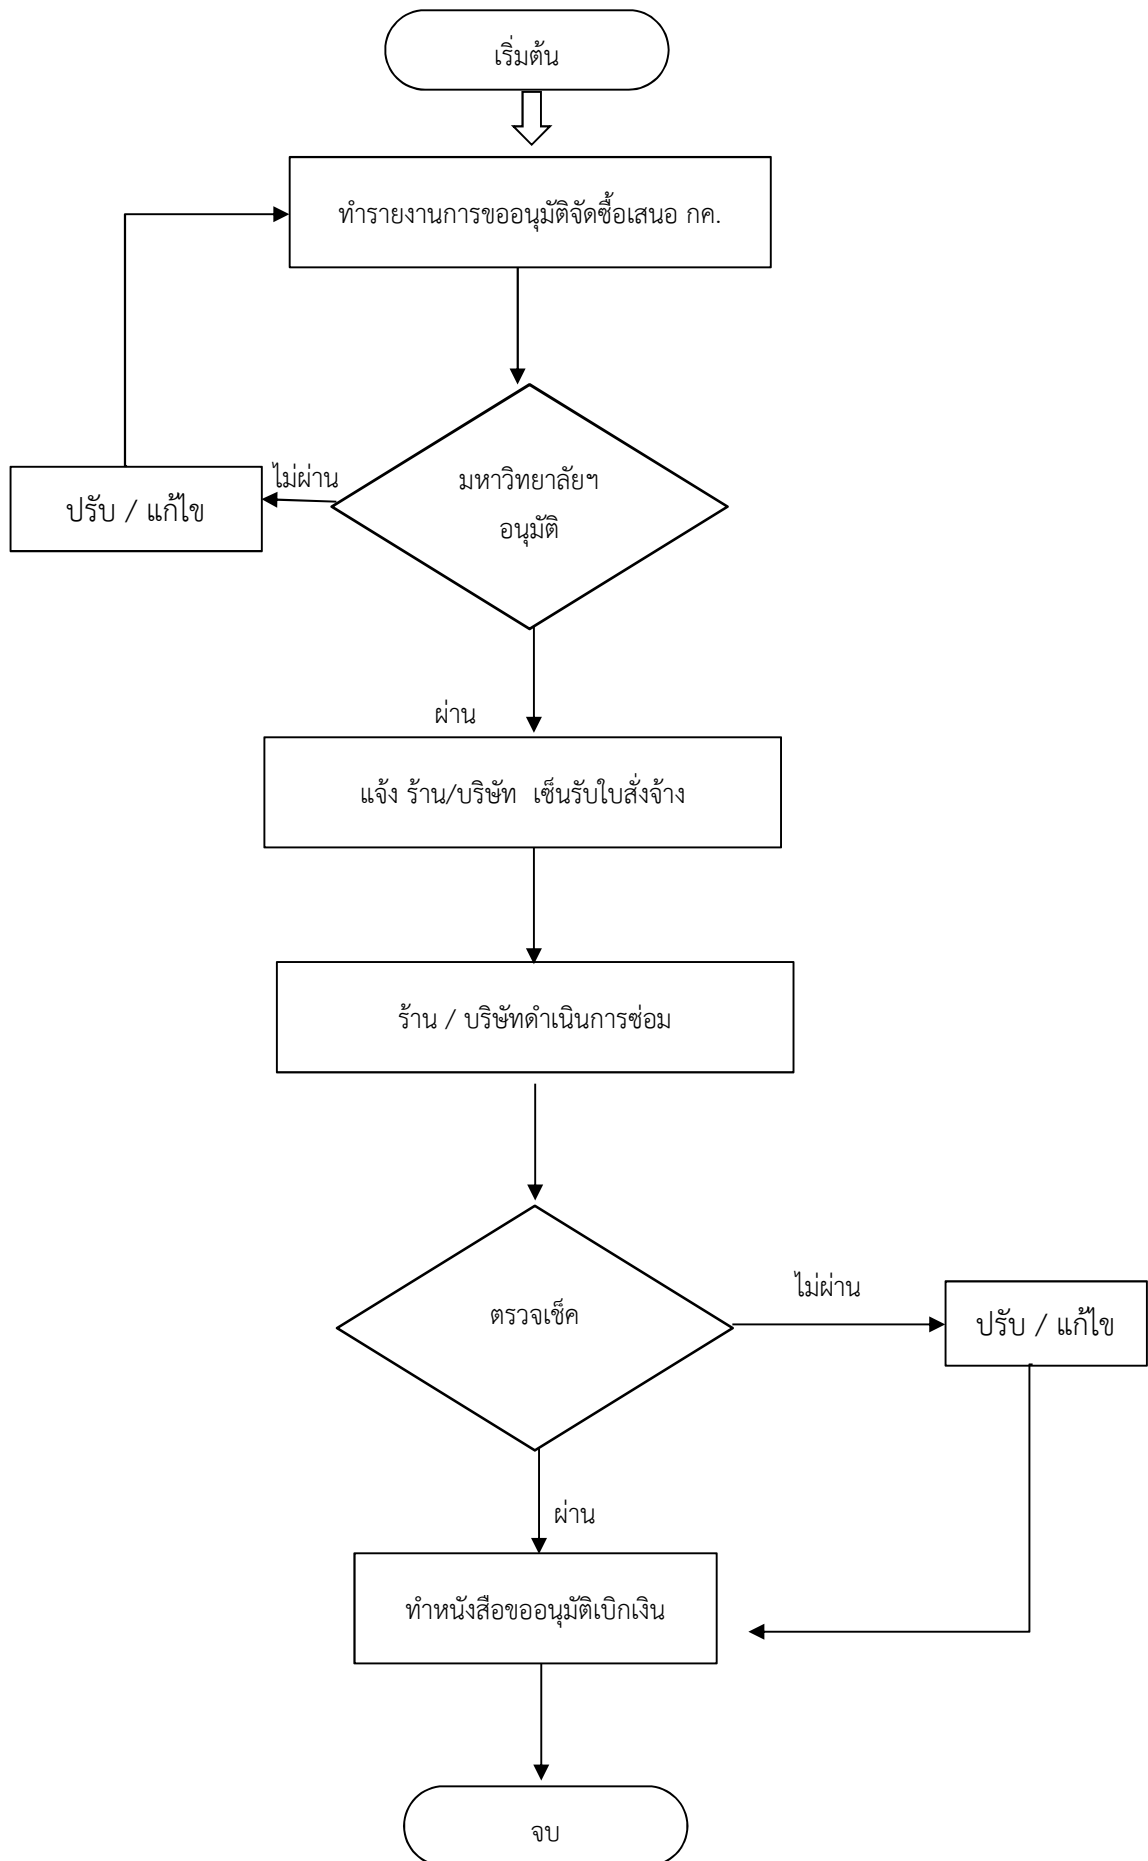 เริ่มต้น
ทำรายงานการขออนุมัติจัดซื้อเสนอ กค.
ไม่ผ่าน
ปรับ / แก้ไข
มหาวิทยาลัยฯ
อนุมัติ
ผ่าน
แจ้ง ร้าน/บริษัท เซ็นรับใบสั่งจ้าง
ร้าน / บริษัทดำเนินการซ่อม
ตรวจเช็ค
ไม่ผ่าน
ปรับ / แก้ไข
ผ่าน
ทำหนังสือขออนุมัติเบิกเงิน
จบ